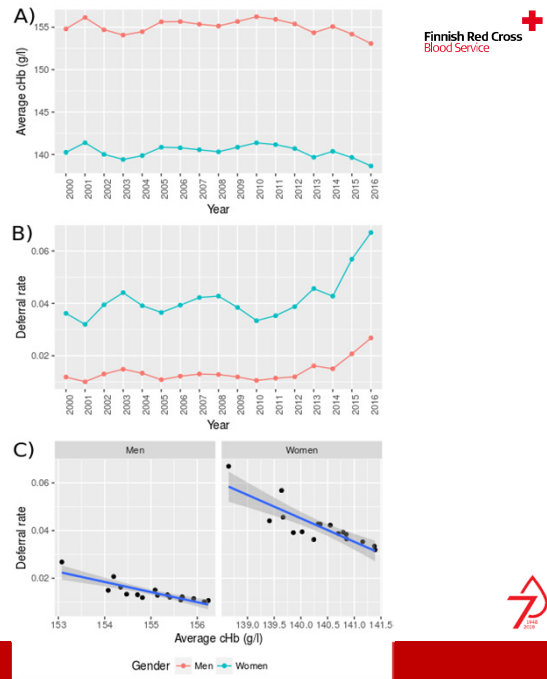 A)
Finnish Red Cross
Blood Service
Average cHb (g/l)
155
150
145
140
2000 2001 2002 2003 2004 2005 2006 2007 2008 2009 2010 2011 2012 2013 2014 2015 2016
Year
B)
Deferral rate
0.06
0.04
0.02
2000 2001 2002 2003 2004 2005 2006 2007 2008 2009 2010 2011 2012 2013 2014 2015 2016
Year
C)
Men Women
Deferral rate
0.06
0.04
0.02
153 154 155 156 139.0 139.5 140.0 140.5 141.0 141.5
Average cHb (g/l)
70
1948
2018
Gender Men Women